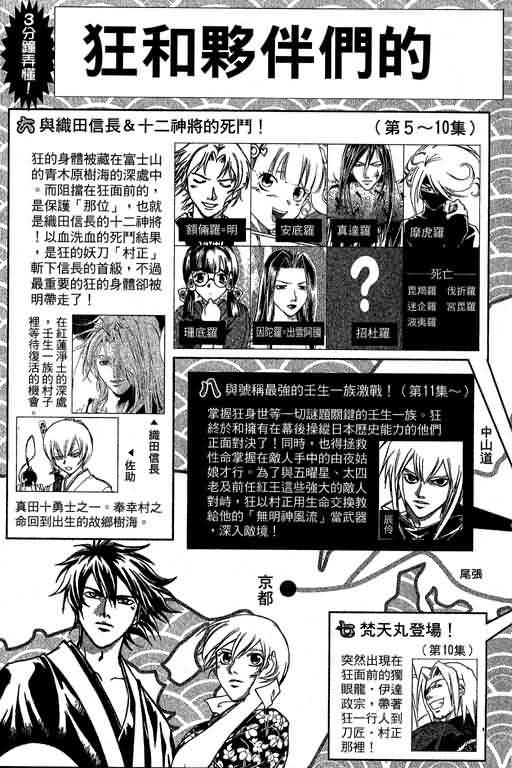 3分鐘弄懂！
狂和夥伴們的
六 與織田信長＆十二神將的死鬥！
（第5～10集）
狂的身體被藏在富士山
的青木原樹海的深處中
。而阻擋在狂面前的，
是保護「那位」，也就
是織田信長的十二神將
！以血洗血的死鬥結果
，是狂的妖刀「村正」
斬下信長的首級，不過
最重要的狂的身體卻被
明帶走了！
額倆羅=明
安底羅
真達羅
摩虎羅
珊底羅
因陀羅=出雲阿國
？
招杜羅
—死亡—
毘羯羅 伐折羅
迷企羅 宮毘羅
波夷羅
在紅蓮淨土的深處
，壬生一族的村子
裡等待復活的機會。
▲織田信長
◀佐助
真田十勇士之一。奉幸村之
命回到出生的故鄉樹海。
八 與號稱最強的壬生一族激戰！（第11集～）
掌握狂身世等一切謎題關鍵的壬生一族。狂
終於和擁有在幕後操縱日本歷史能力的他們
正面對決了！同時，也得拯救
性命掌握在敵人手中的由夜姑
娘才行。為了與五曜星、太四
老及前任紅王這些強大的敵人
對峙，狂以村正用生命交換教
給他的「無明神風流」當武器
，深入敵境！
辰伶
中山道
尾張
京都
七 梵天丸登場！
（第10集）
突然出現在
狂面前的獨
眼龍・伊達
政宗，帶著
狂一行人到
刀匠・村正
那裡！